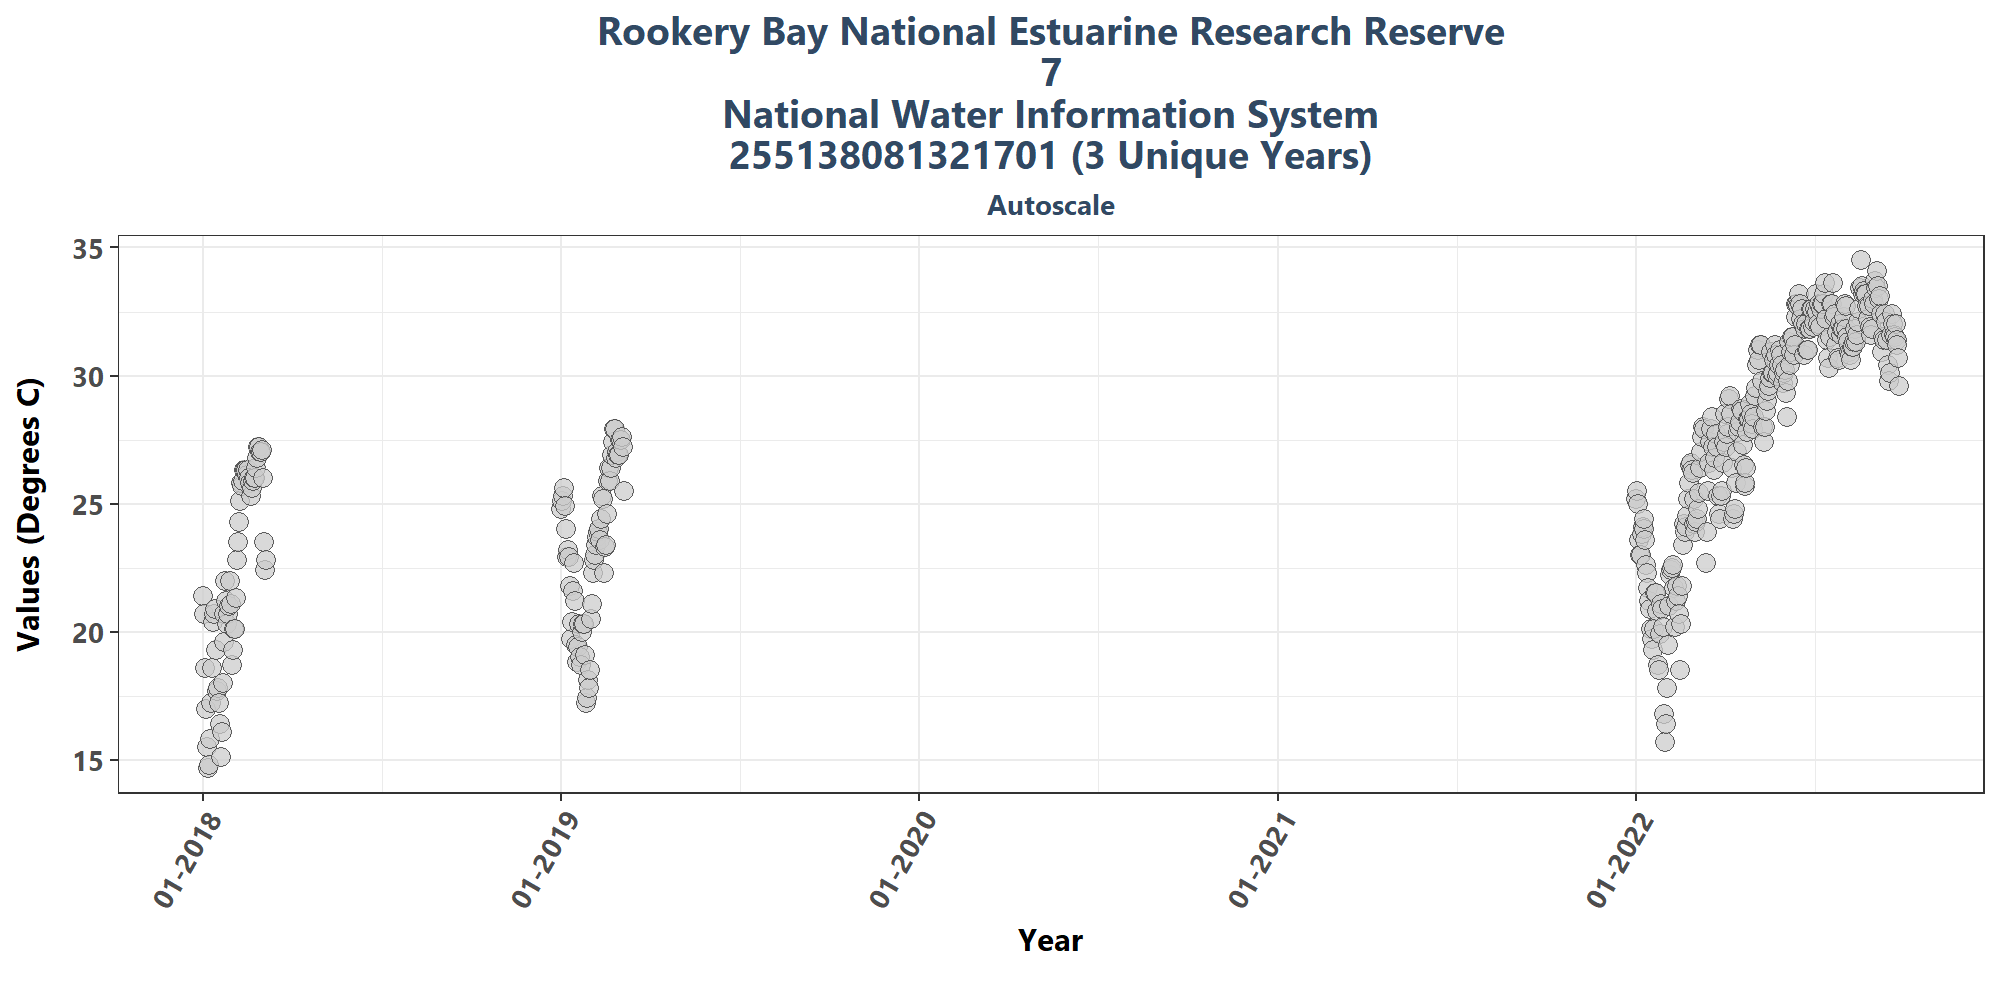 Rookery Bay National Estuarine Research Reserve
7
National Water Information System
255138081321701 (3 Unique Years)
Autoscale
Values (Degrees C)
35
30
25
20
15
01-2018
01-2019
01-2020
01-2021
01-2022
Year